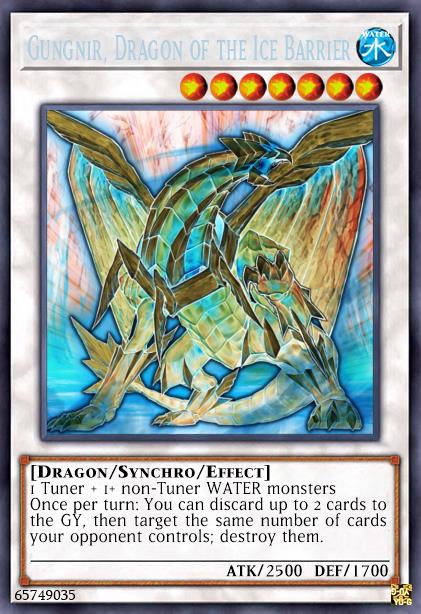 Gungnir, Dragon of the Ice Barrier
WATER
水
[Dragon/Synchro/Effect]
1 Tuner + 1+ non-Tuner WATER monsters
Once per turn: You can discard up to 2 cards to
the GY, then target the same number of cards
your opponent controls; destroy them.
ATK/2500 DEF/1700
65749035